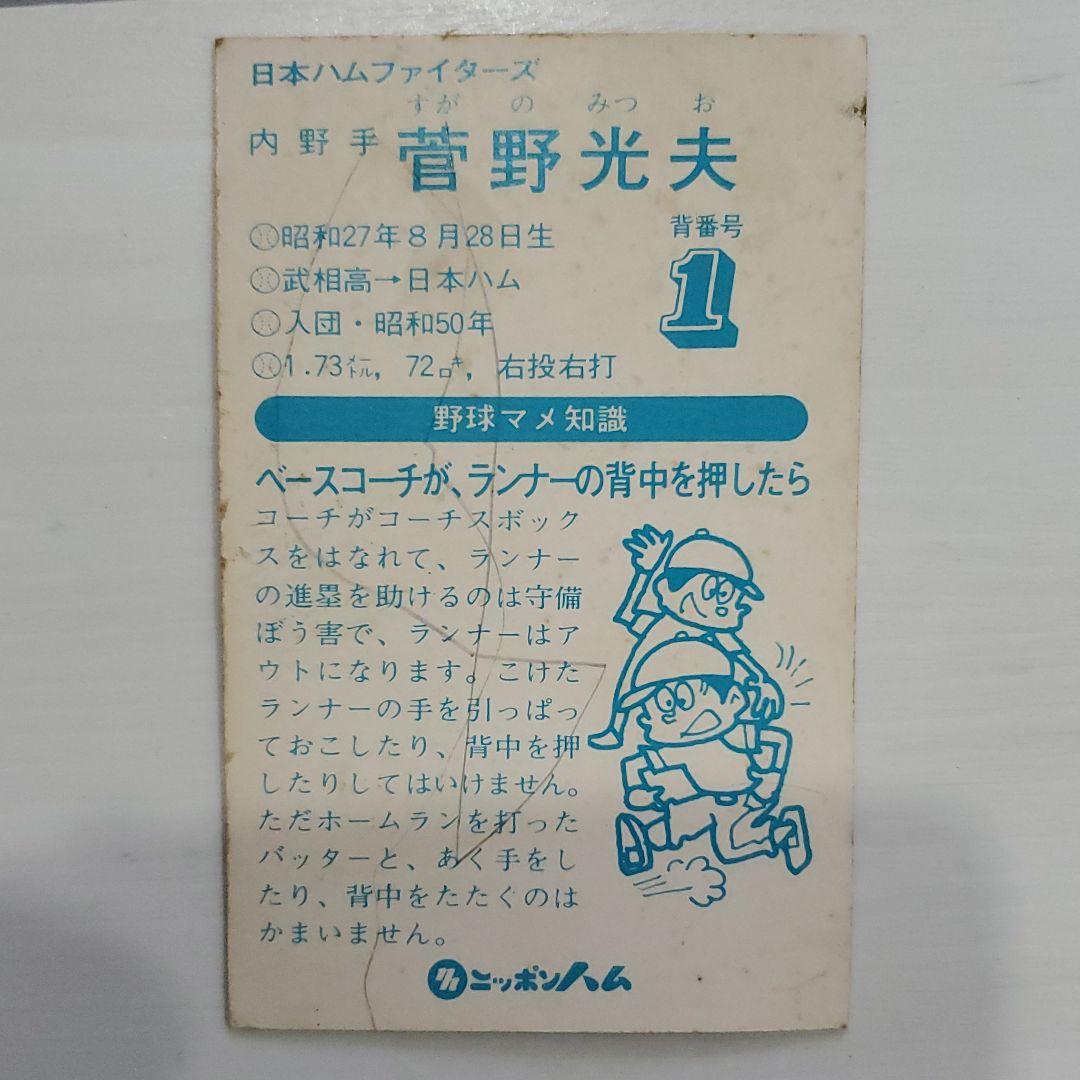 日本ハムファイターズ
すが の みつ お
内野手 菅野光夫
昭和27年8月28日生
背番号
武相高→日本ハム
1
入団・昭和50年
1.73メートル, 72キロ, 右投右打
野球マメ知識
ベースコーチが、ランナーの背中を押したら
コーチがコーチスボック
スをはなれて、ランナー
の進塁を助けるのは守備
ぼう害で、ランナーはア
ウトになります。こけた
ランナーの手を引っぱっ
ておこしたり、背中を押
したりしてはいけません。
ただホームランを打った
バッターと、あく手をし
たり、背中をたたくのは
かまいません。
ニッポンハム